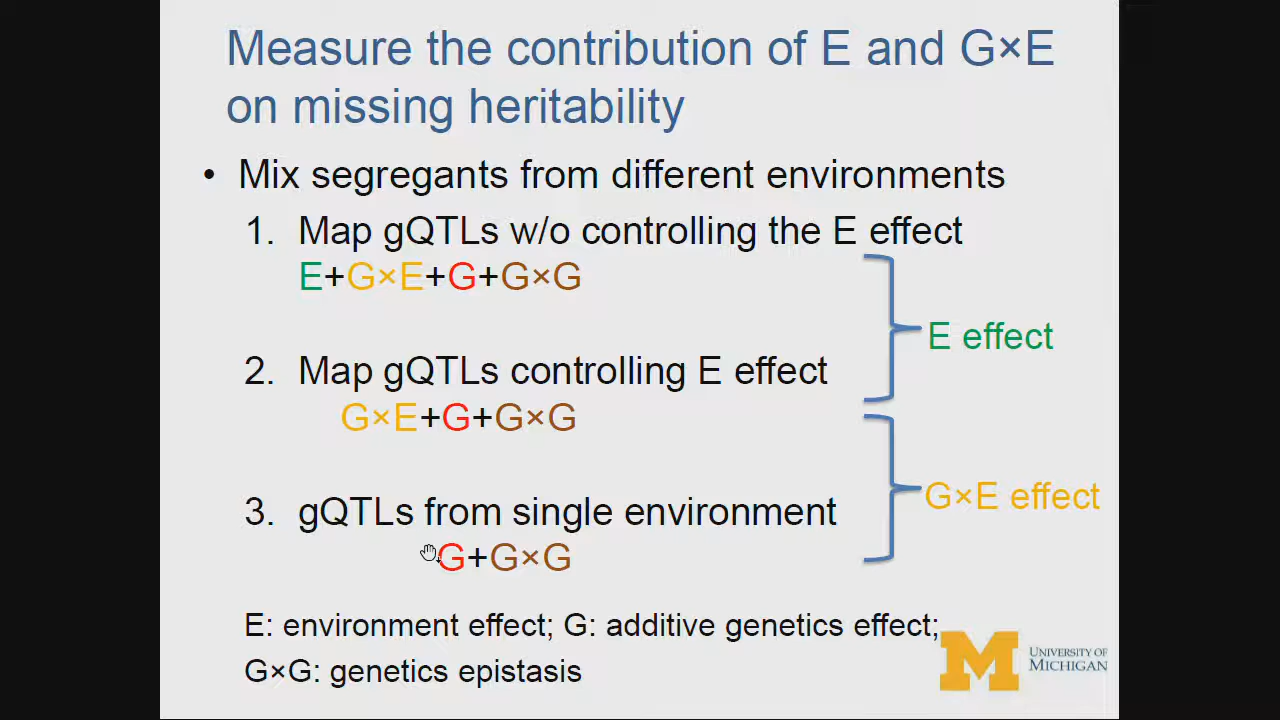 Measure the contribution of E and G×E
on missing heritability
• Mix segregants from different environments
1. Map gQTLs w/o controlling the E effect
E+G×E+G+G×G
E effect
2. Map gQTLs controlling E effect
G×E+G+G×G
G×E effect
3. gQTLs from single environment
G+G×G
E: environment effect; G: additive genetics effect;
G×G: genetics epistasis
M
UNIVERSITY OF
MICHIGAN